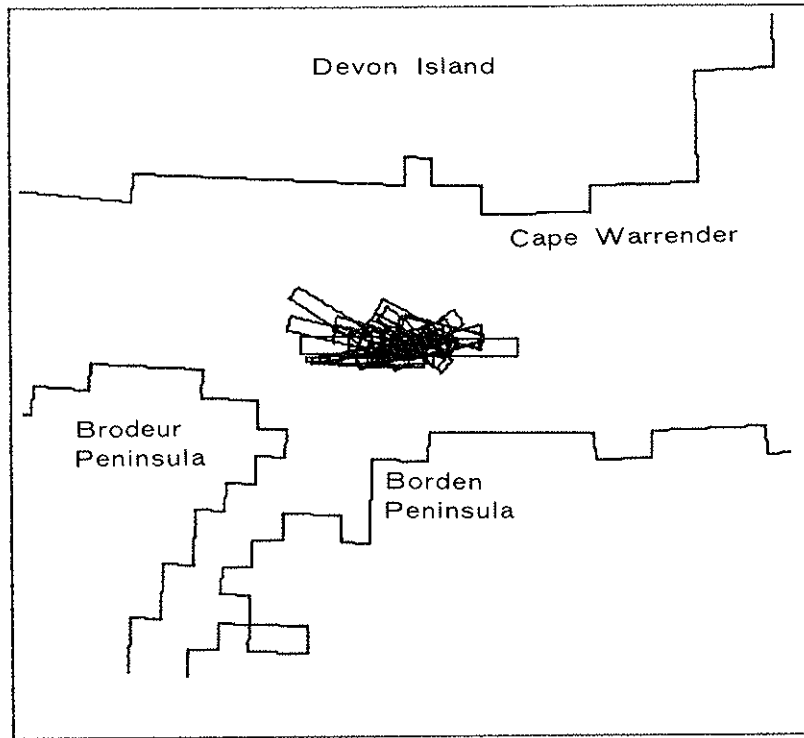 Devon Island
Cape Warrender
Brodeur
Peninsula
Borden
Peninsula